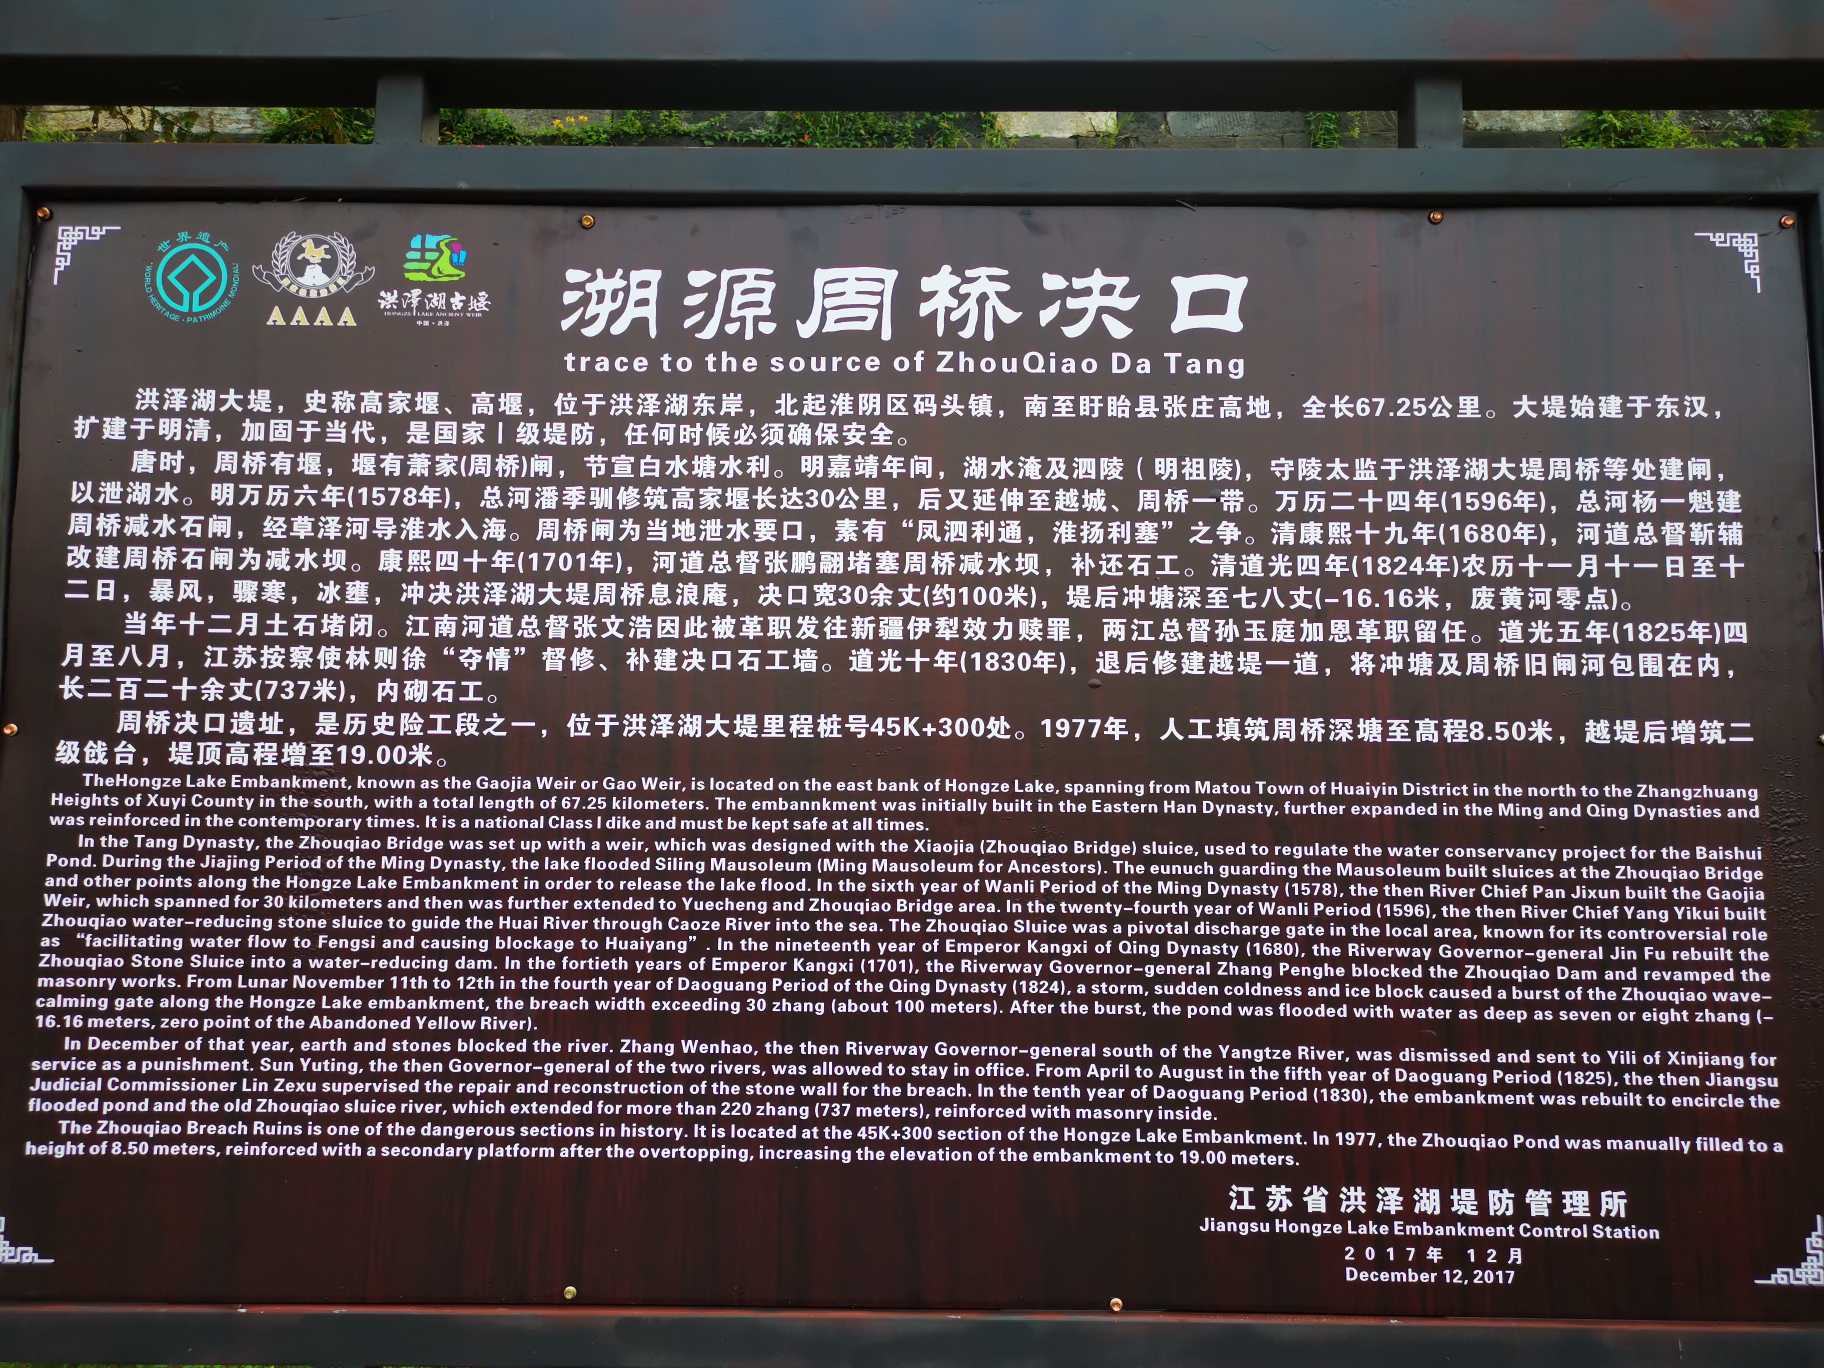 世界遗产
WORLD HERITAGE · PATRIMOINE MONDIAL
AAAA
洪泽湖古堰
HONGZE LAKE ANCIENT WEIR
中国·洪泽
溯源周桥决口
trace to the source of ZhouQiao Da Tang
洪泽湖大堤，史称髙家堰、高堰，位于洪泽湖东岸，北起淮阴区码头镇，南至盱眙县张庄高地，全长67.25公里。大堤始建于东汉，
扩建于明清，加固于当代，是国家丨级堤防，任何时候必须确保安全。
唐时，周桥有堰，堰有萧家(周桥)闸，节宣白水塘水利。明嘉靖年间，湖水淹及泗陵（明祖陵)，守陵太监于洪泽湖大堤周桥等处建闸，
以泄湖水。明万历六年(1578年)，总河潘季驯修筑高家堰长达30公里，后又延伸至越城、周桥一带。万历二十四年(1596年)，总河杨一魁建
周桥减水石闸，经草泽河导淮水入海。周桥闸为当地泄水要口，素有“凤泗利通，淮扬利塞”之争。清康熙十九年(1680年)，河道总督靳辅
改建周桥石闸为减水坝。康熙四十年(1701年)，河道总督张鹏翮堵塞周桥减水坝，补还石工。清道光四年(1824年)农历十一月十一日至十
二日，暴风，骤寒，冰壅，冲决洪泽湖大堤周桥息浪庵，决口宽30余丈(约100米)，堤后冲塘深至七八丈(-16.16米，废黄河零点)。
当年十二月土石堵闭。江南河道总督张文浩因此被革职发往新疆伊犁效力赎罪，两江总督孙玉庭加恩革职留任。道光五年(1825年)四
月至八月，江苏按察使林则徐“夺情”督修、补建决口石工墙。道光十年(1830年)，退后修建越堤一道，将冲塘及周桥旧闸河包围在内，
长二百二十余丈(737米)，内砌石工。
周桥决口遗址，是历史险工段之一，位于洪泽湖大堤里程桩号45K+300处。1977年，人工填筑周桥深塘至髙程8.50米，越堤后增筑二
级戗台，堤顶高程增至19.00米。
TheHongze Lake Embankment, known as the Gaojia Weir or Gao Weir, is located on the east bank of Hongze Lake, spanning from Matou Town of Huaiyin District in the north to the Zhangzhuang
Heights of Xuyi County in the south, with a total length of 67.25 kilometers. The embannkment was initially built in the Eastern Han Dynasty, further expanded in the Ming and Qing Dynasties and
was reinforced in the contemporary times. It is a national Class I dike and must be kept safe at all times.
In the Tang Dynasty, the Zhouqiao Bridge was set up with a weir, which was designed with the Xiaojia (Zhouqiao Bridge) sluice, used to regulate the water conservancy project for the Baishui
Pond. During the Jiajing Period of the Ming Dynasty, the lake flooded Siling Mausoleum (Ming Mausoleum for Ancestors). The eunuch guarding the Mausoleum built sluices at the Zhouqiao Bridge
and other points along the Hongze Lake Embankment in order to release the lake flood. In the sixth year of Wanli Period of the Ming Dynasty (1578), the then River Chief Pan Jixun built the Gaojia
Weir, which spanned for 30 kilometers and then was further extended to Yuecheng and Zhouqiao Bridge area. In the twenty-fourth year of Wanli Period (1596), the then River Chief Yang Yikui built
Zhouqiao water-reducing stone sluice to guide the Huai River through Caoze River into the sea. The Zhouqiao Sluice was a pivotal discharge gate in the local area, known for its controversial role
as “facilitating water flow to Fengsi and causing blockage to Huaiyang”. In the nineteenth year of Emperor Kangxi of Qing Dynasty (1680), the Riverway Governor-general Jin Fu rebuilt the
Zhouqiao Stone Sluice into a water-reducing dam. In the fortieth years of Emperor Kangxi (1701), the Riverway Governor-general Zhang Penghe blocked the Zhouqiao Dam and revamped the
masonry works. From Lunar November 11th to 12th in the fourth year of Daoguang Period of the Qing Dynasty (1824), a storm, sudden coldness and ice block caused a burst of the Zhouqiao wave-
calming gate along the Hongze Lake embankment, the breach width exceeding 30 zhang (about 100 meters). After the burst, the pond was flooded with water as deep as seven or eight zhang (-
16.16 meters, zero point of the Abandoned Yellow River).
In December of that year, earth and stones blocked the river. Zhang Wenhao, the then Riverway Governor-general south of the Yangtze River, was dismissed and sent to Yili of Xinjiang for
service as a punishment. Sun Yuting, the then Governor-general of the two rivers, was allowed to stay in office. From April to August in the fifth year of Daoguang Period (1825), the then Jiangsu
Judicial Commissioner Lin Zexu supervised the repair and reconstruction of the stone wall for the breach. In the tenth year of Daoguang Period (1830), the embankment was rebuilt to encircle the
flooded pond and the old Zhouqiao sluice river, which extended for more than 220 zhang (737 meters), reinforced with masonry inside.
The Zhouqiao Breach Ruins is one of the dangerous sections in history. It is located at the 45K+300 section of the Hongze Lake Embankment. In 1977, the Zhouqiao Pond was manually filled to a
height of 8.50 meters, reinforced with a secondary platform after the overtopping, increasing the elevation of the embankment to 19.00 meters.
江苏省洪泽湖堤防管理所
Jiangsu Hongze Lake Embankment Control Station
2017年 12月
December 12, 2017